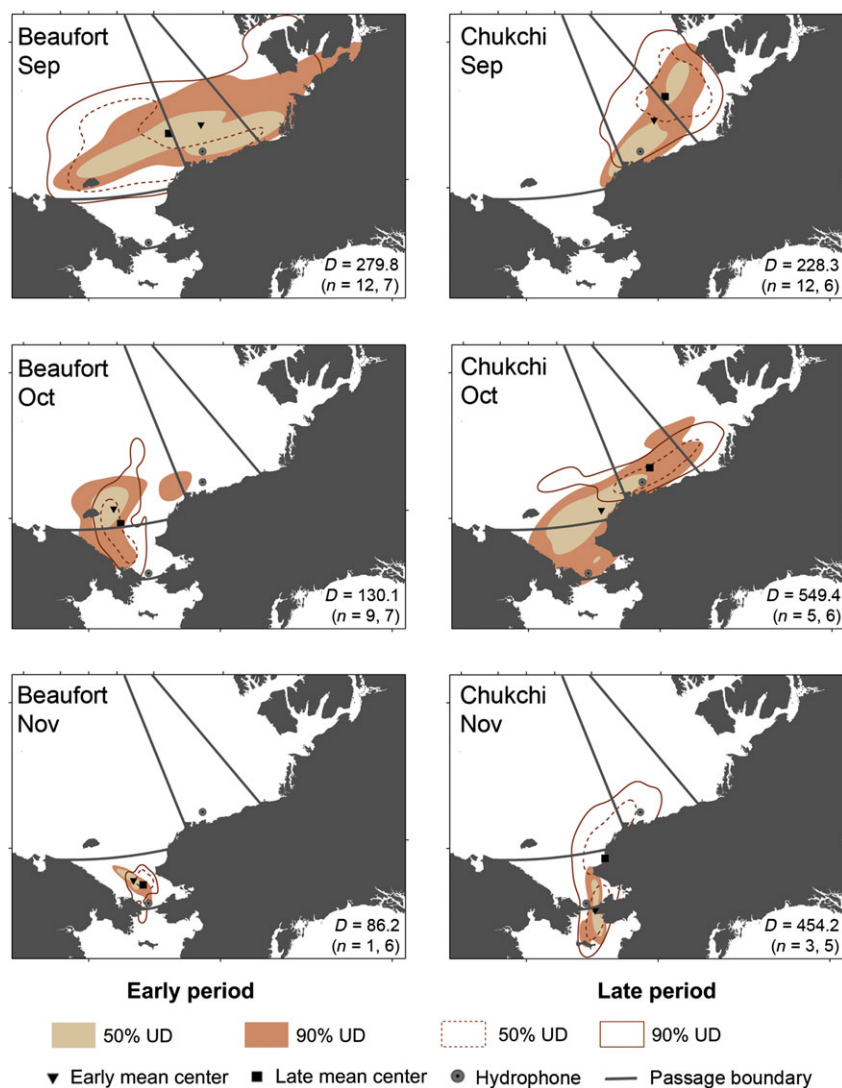 Beaufort
Sep
D = 279.8
(n = 12, 7)
Chukchi
Sep
D = 228.3
(n = 12, 6)
Beaufort
Oct
D = 130.1
(n = 9, 7)
Chukchi
Oct
D = 549.4
(n = 5, 6)
Beaufort
Nov
D = 86.2
(n = 1, 6)
Chukchi
Nov
D = 454.2
(n = 3, 5)
Early period
Late period
50% UD
90% UD
50% UD
90% UD
Early mean center
Late mean center
Hydrophone
Passage boundary